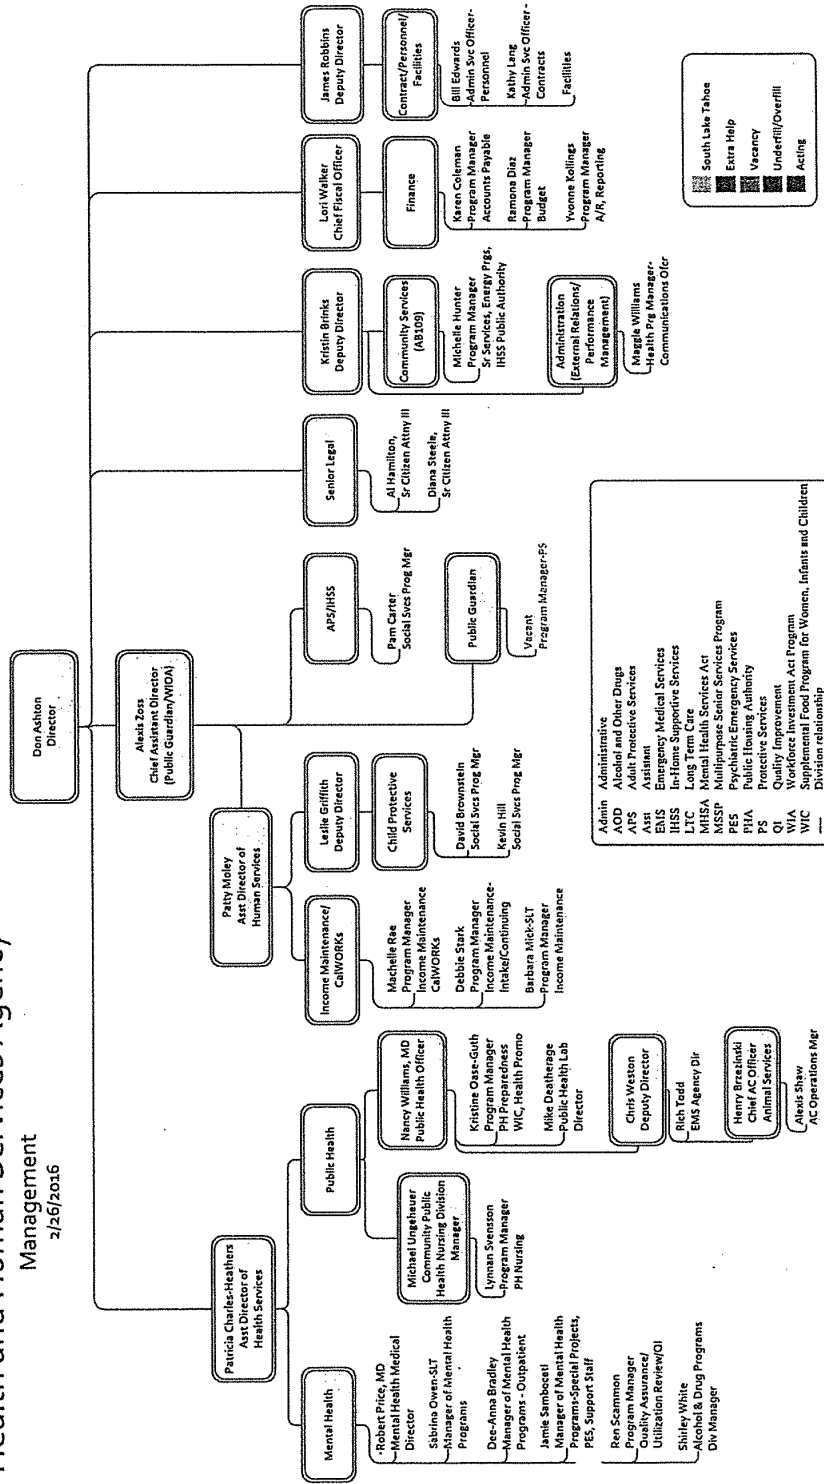 Health and Human Services Agency
Management
2/26/2016
Don Ashton
Director
Alexis Zoss
Chief Assistant Director
(Public Guardian/WIOA)
Patricia Charles-Heathers
Asst Director of
Health Services
Mental Health
Robert Price, MD
Mental Health Medical
Director
Sabrina Owen-SLT
Manager of Mental Health
Programs
Dee-Anna Bradley
Manager of Mental Health
Programs - Outpatient
Jamie Samboceti
Manager of Mental Health
Programs-Special Projects,
PES, Support Staff
Ren Scammon
Program Manager
Quality Assurance/
Utilization Review/QI
Shirley White
Alcohol & Drug Programs
Div Manager
Public Health
Michael Ungeheuer
Community Public
Health Nursing Division
Manager
Lynnan Svensson
Program Manager
PH Nursing
Nancy Williams, MD
Public Health Officer
Kristine Oase-Guth
Program Manager
PH Preparedness
WIC, Health Promo
Mike Deatherage
Public Health Lab
Director
Chris Weston
Deputy Director
Rich Todd
EMS Agency Dir
Henry Brzezinski
Chief AC Officer
Animal Services
Alexis Shaw
AC Operations Mgr
Patty Moley
Asst Director of
Human Services
Income Maintenance/
CalWORKs
Machelle Rae
Program Manager
Income Maintenance
CalWORKs
Debbie Stark
Program Manager
Income Maintenance-
Intake/Continuing
Barbara Mick-SLT
Program Manager
Income Maintenance
Leslie Griffith
Deputy Director
Child Protective
Services
David Brownstein
Social Svcs Prog Mgr
Kevin Hill
Social Svcs Prog Mgr
APS/IHSS
Pam Carter
Social Svcs Prog Mgr
Public Guardian
Vacant
Program Manager-PS
Senior Legal
Al Hamilton,
Sr Citizen Attny III
Diana Steele,
Sr Citizen Attny III
Kristin Brinks
Deputy Director
Community Services
(AB109)
Michelle Hunter
Program Manager
Sr Services, Energy Prgs,
IHSS Public Authority
Administration
(External Relations/
Performance
Management)
Maggie Williams
Health Prg Manager-
Communications Ofcr
Lori Walker
Chief Fiscal Officer
Finance
Karen Coleman
Program Manager
Accounts Payable
Ramona Diaz
Program Manager
Budget
Yvonne Kollings
Program Manager
A/R, Reporting
James Robbins
Deputy Director
Contract/Personnel/
Facilities
Bill Edwards
Admin Svc Officer-
Personnel
Kathy Lang
Admin Svc Officer -
Contracts
Facilities
Admin Administrative
AOD Alcohol and Other Drugs
APS Adult Protective Services
Asst Assistant
EMS Emergency Medical Services
IHSS In-Home Supportive Services
LTC Long Term Care
MHSA Mental Health Services Act
MSSP Multipurpose Senior Services Program
PES Psychiatric Emergency Services
PHA Public Housing Authority
PS Protective Services
QI Quality Improvement
WIA Workforce Investment Act Program
WIC Supplemental Food Program for Women, Infants and Children
---- Division relationship
South Lake Tahoe
Extra Help
Vacancy
Underfill/Overfill
Acting